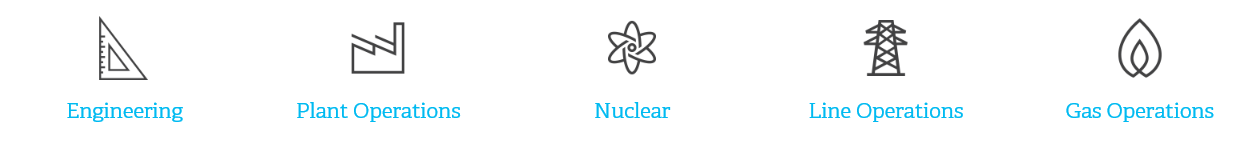 Engineering
Plant Operations
Nuclear
Line Operations
Gas Operations